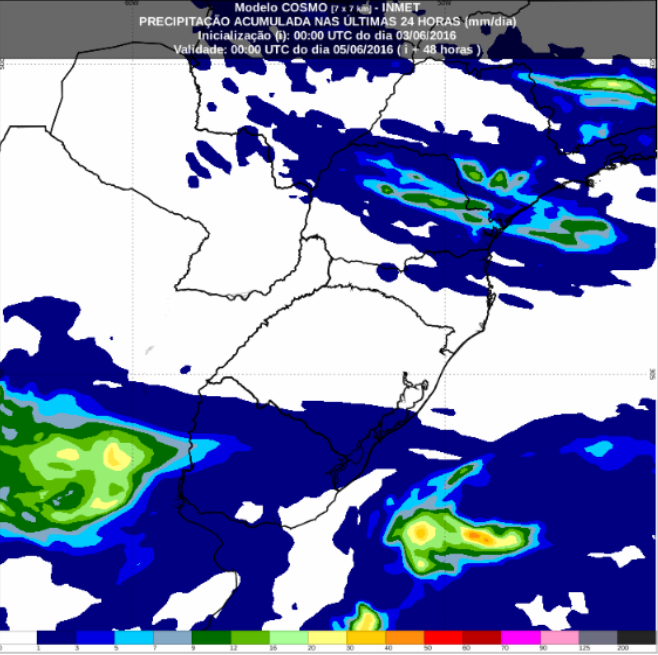 Modelo COSMO [7 x 7 km] - INMET
PRECIPITAÇÃO ACUMULADA NAS ÚLTIMAS 24 HORAS (mm/dia)
Inicialização (i): 00:00 UTC do dia 03/06/2016
Validade: 00:00 UTC do dia 05/06/2016 ( i + 48 horas )
30S
0 1 3 5 7 9 12 16 20 30 40 50 60 70 90 125 200